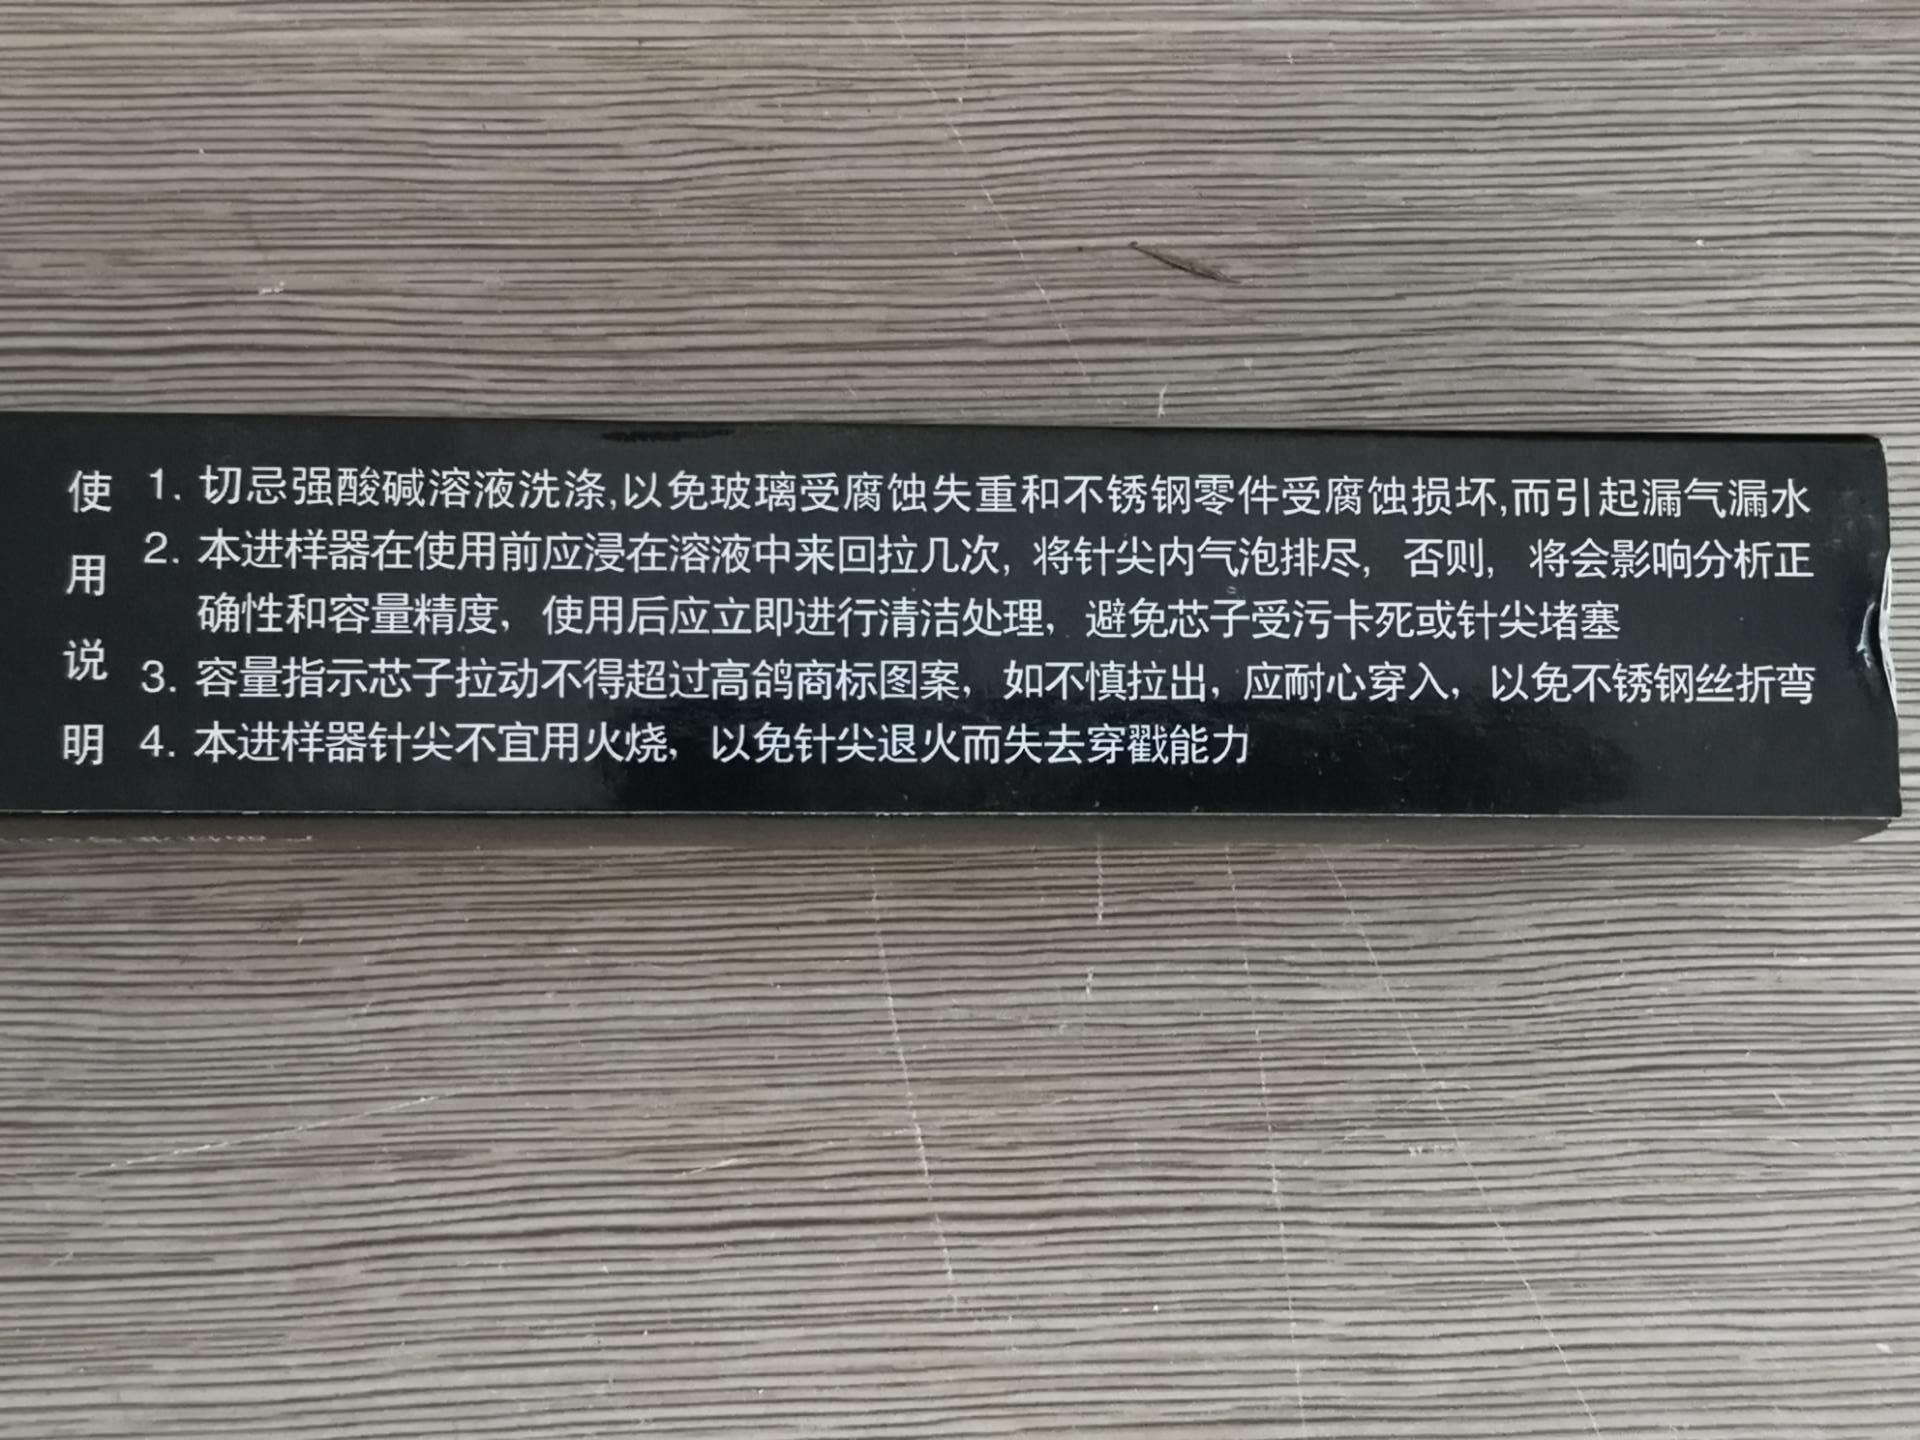 使用说明
1. 切忌强酸碱溶液洗涤,以免玻璃受腐蚀失重和不锈钢零件受腐蚀损坏,而引起漏气漏水
2. 本进样器在使用前应浸在溶液中来回拉几次, 将针尖内气泡排尽, 否则, 将会影响分析正
确性和容量精度, 使用后应立即进行清洁处理, 避免芯子受污卡死或针尖堵塞
3. 容量指示芯子拉动不得超过高鸽商标图案, 如不慎拉出, 应耐心穿入, 以免不锈钢丝折弯
4. 本进样器针尖不宜用火烧, 以免针尖退火而失去穿戳能力